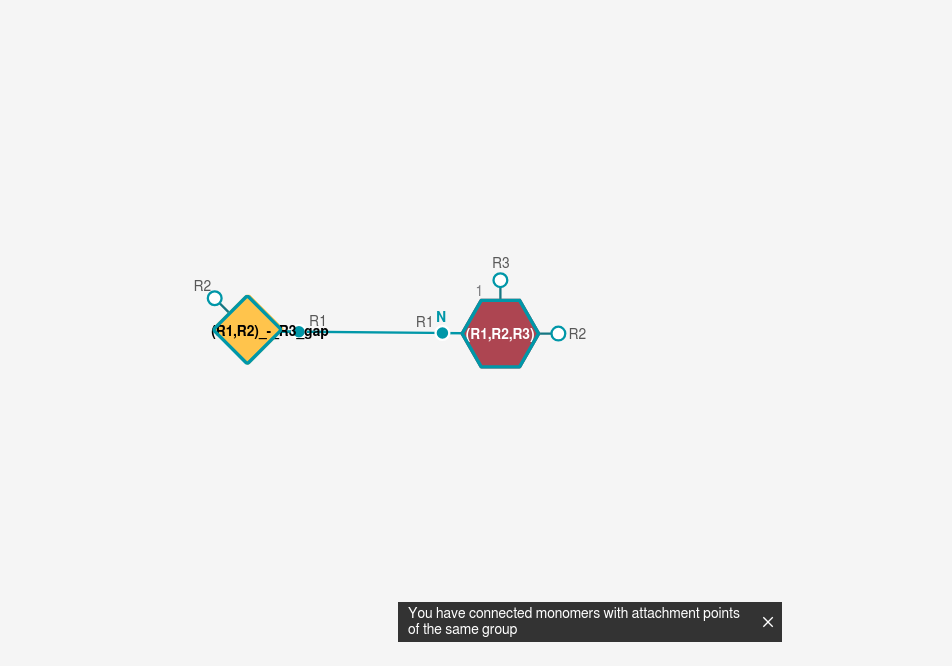 R3
1
R2
R1
R1
N
(R1,R2)_-_R3_gap
(R1,R2,R3)
R2
You have connected monomers with attachment points
of the same group